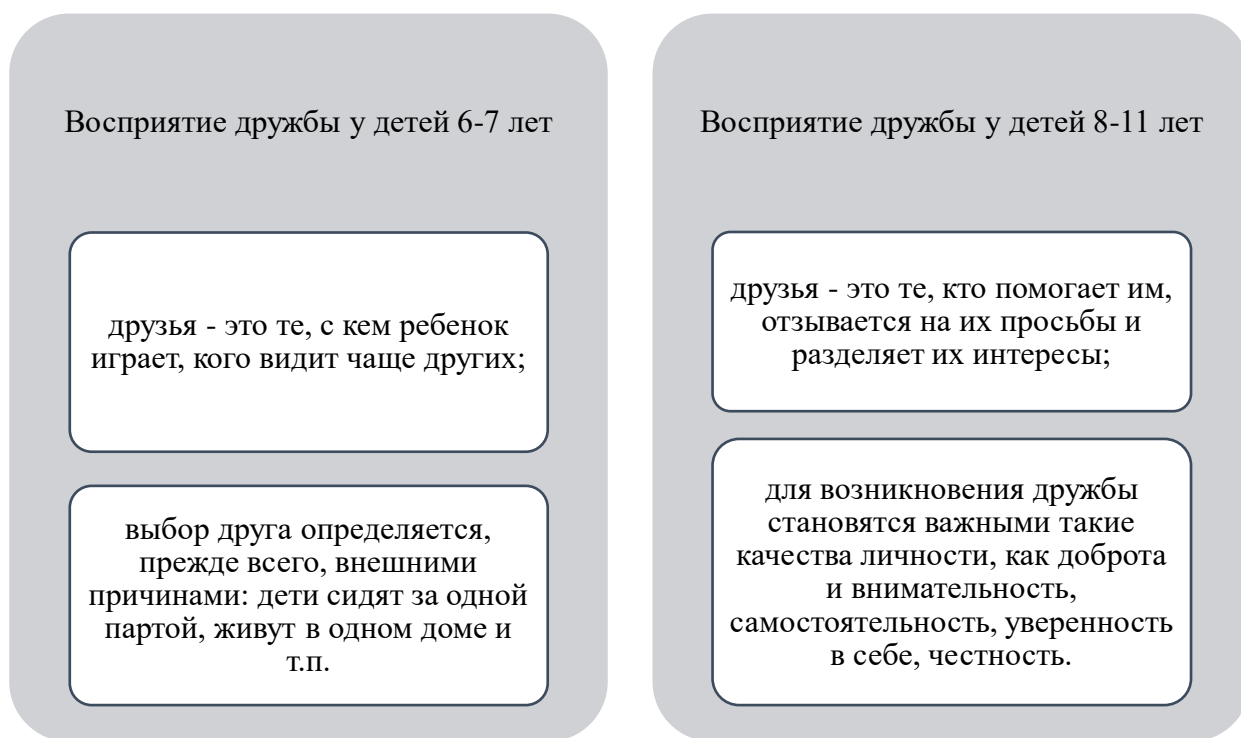 Восприятие дружбы у детей 6-7 лет
друзья - это те, с кем ребенок
играет, кого видит чаще других;
выбор друга определяется,
прежде всего, внешними
причинами: дети сидят за одной
партой, живут в одном доме и
т.п.
Восприятие дружбы у детей 8-11 лет
друзья - это те, кто помогает им,
отзывается на их просьбы и
разделяет их интересы;
для возникновения дружбы
становятся важными такие
качества личности, как доброта
и внимательность,
самостоятельность, уверенность
в себе, честность.